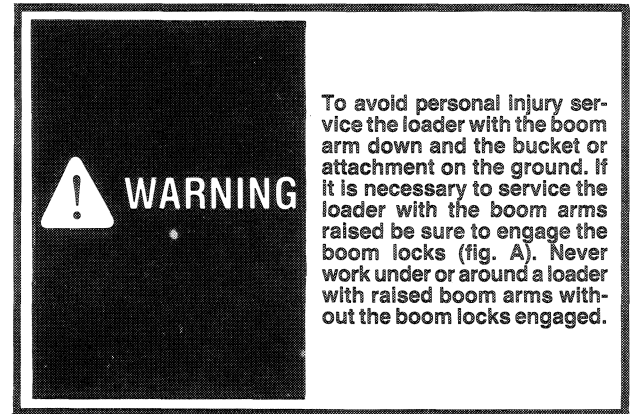 WARNING
To avoid personal injury ser-
vice the loader with the boom
arm down and the bucket or
attachment on the ground. If
it is necessary to service the
loader with the boom arms
raised be sure to engage the
boom locks (fig. A). Never
work under or around a loader
with raised boom arms with-
out the boom locks engaged.